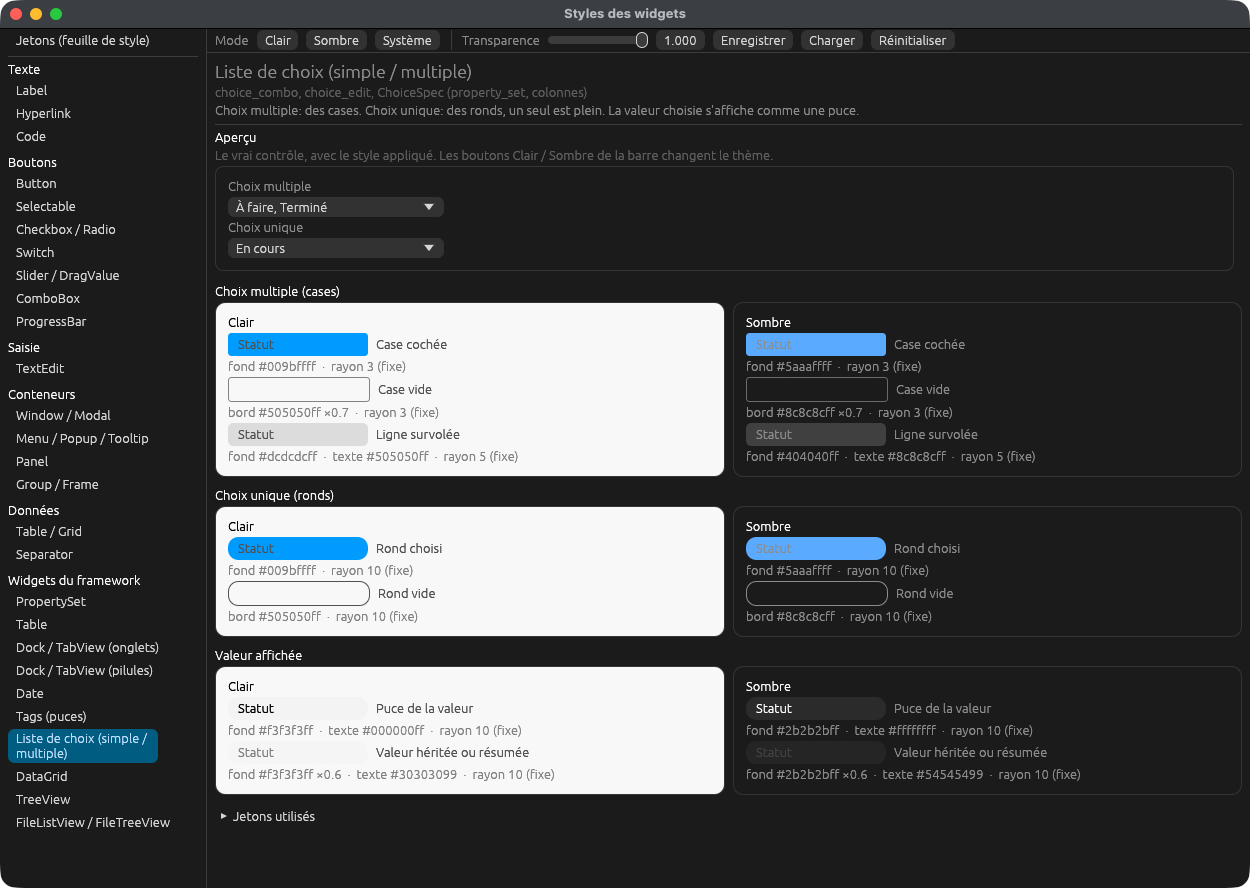 Styles des widgets
Jetons (feuille de style)
Texte
Label
Hyperlink
Code
Boutons
Button
Selectable
Checkbox / Radio
Switch
Slider / DragValue
ComboBox
ProgressBar
Saisie
TextEdit
Conteneurs
Window / Modal
Menu / Popup / Tooltip
Panel
Group / Frame
Données
Table / Grid
Separator
Widgets du framework
PropertySet
Table
Dock / TabView (onglets)
Dock / TabView (pilules)
Date
Tags (puces)
Liste de choix (simple /
multiple)
DataGrid
TreeView
FileListView / FileTreeView
Mode Clair Sombre Système Transparence 1.000 Enregistrer Charger Réinitialiser
Liste de choix (simple / multiple)
choice_combo, choice_edit, ChoiceSpec (property_set, colonnes)
Choix multiple: des cases. Choix unique: des ronds, un seul est plein. La valeur choisie s'affiche comme une puce.
Aperçu
Le vrai contrôle, avec le style appliqué. Les boutons Clair / Sombre de la barre changent le thème.
Choix multiple
À faire, Terminé
Choix unique
En cours
Choix multiple (cases)
Clair
Statut Case cochée
fond #009bffff · rayon 3 (fixe)
Case vide
bord #505050ff ×0.7 · rayon 3 (fixe)
Statut Ligne survolée
fond #dcdcdcff · texte #505050ff · rayon 5 (fixe)
Sombre
Statut Case cochée
fond #5aaaffff · rayon 3 (fixe)
Case vide
bord #8c8c8cff ×0.7 · rayon 3 (fixe)
Statut Ligne survolée
fond #404040ff · texte #8c8c8cff · rayon 5 (fixe)
Choix unique (ronds)
Clair
Statut Rond choisi
fond #009bffff · rayon 10 (fixe)
Rond vide
bord #505050ff · rayon 10 (fixe)
Sombre
Statut Rond choisi
fond #5aaaffff · rayon 10 (fixe)
Rond vide
bord #8c8c8cff · rayon 10 (fixe)
Valeur affichée
Clair
Statut Puce de la valeur
fond #f3f3f3ff · texte #000000ff · rayon 10 (fixe)
Statut Valeur héritée ou résumée
fond #f3f3f3ff ×0.6 · texte #30303099 · rayon 10 (fixe)
Sombre
Statut Puce de la valeur
fond #2b2b2bff · texte #ffffffff · rayon 10 (fixe)
Statut Valeur héritée ou résumée
fond #2b2b2bff ×0.6 · texte #54545499 · rayon 10 (fixe)
Jetons utilisés